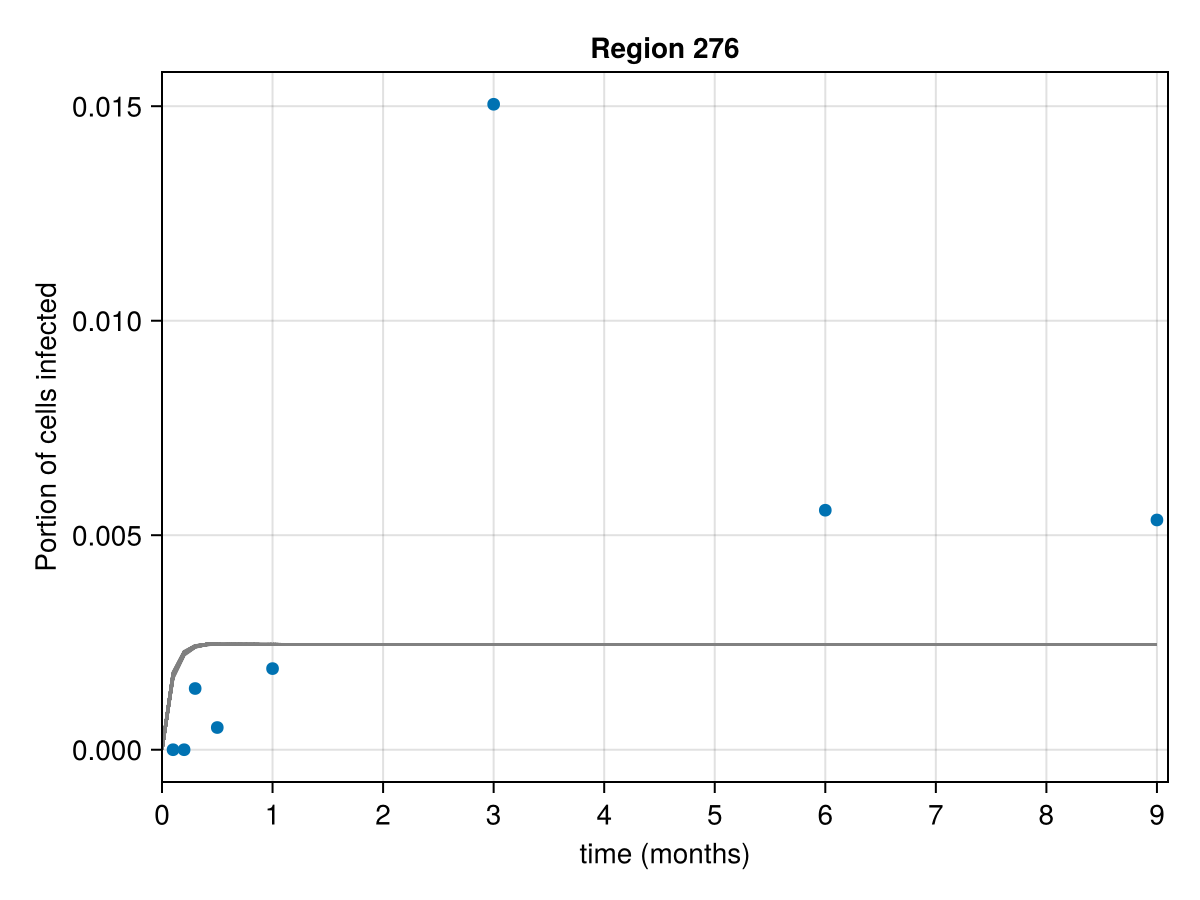 Region 276
Portion of cells infected
0.015
0.010
0.005
0.000
0 1 2 3 4 5 6 7 8 9
time (months)